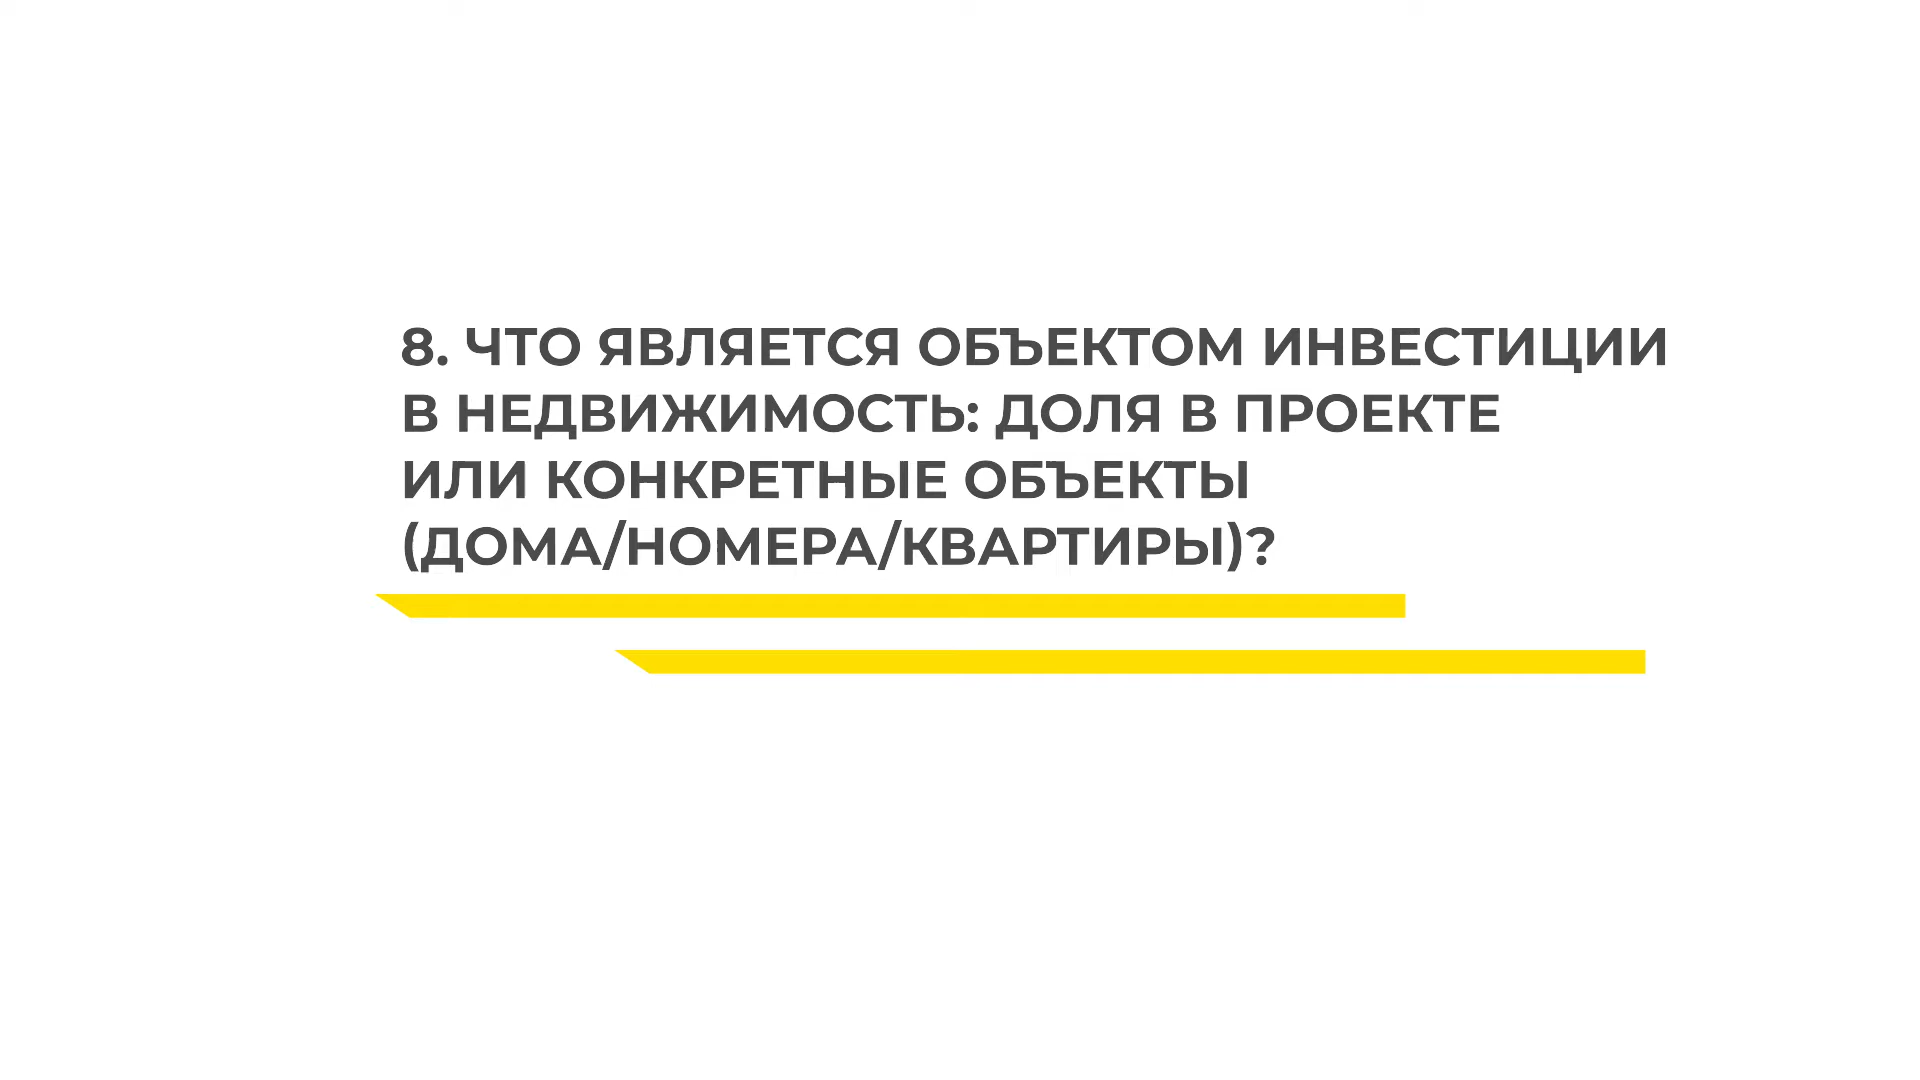 8. ЧТО ЯВЛЯЕТСЯ ОБЪЕКТОМ ИНВЕСТИЦИИ
В НЕДВИЖИМОСТЬ: ДОЛЯ В ПРОЕКТЕ
ИЛИ КОНКРЕТНЫЕ ОБЪЕКТЫ
(ДОМА/НОМЕРА/КВАРТИРЫ)?